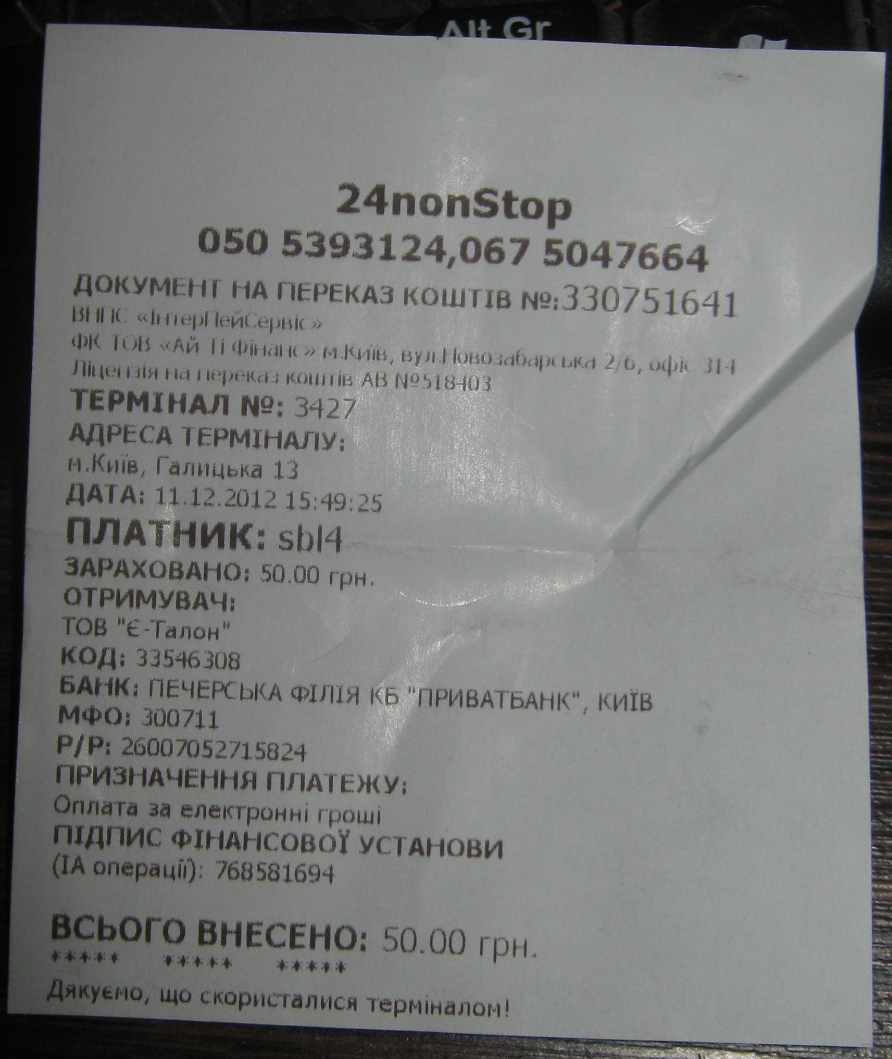 Alt Gr
24nonStop
050 5393124,067 5047664
ДОКУМЕНТ НА ПЕРЕКАЗ КОШТІВ №:330751641
ВНПС «ІнтерПейСервіс»
ФК ТОВ «Ай Ті Фінанс» м.Київ, вул.Новозабарська 2/6, офіс 314
Ліцензія на переказ коштів АВ №518403
ТЕРМІНАЛ №: 3427
АДРЕСА ТЕРМІНАЛУ:
м.Київ, Галицька 13
ДАТА: 11.12.2012 15:49:25
ПЛАТНИК: sbl4
ЗАРАХОВАНО: 50.00 грн.
ОТРИМУВАЧ:
ТОВ "Є-Талон"
КОД: 33546308
БАНК: ПЕЧЕРСЬКА ФІЛІЯ КБ "ПРИВАТБАНК", КИЇВ
МФО: 300711
Р/Р: 26007052715824
ПРИЗНАЧЕННЯ ПЛАТЕЖУ:
Оплата за електронні гроші
ПІДПИС ФІНАНСОВОЇ УСТАНОВИ
(ІА операції): 768581694
ВСЬОГО ВНЕСЕНО: 50.00 грн.
***** ***** *****
Дякуємо, що скористалися терміналом!